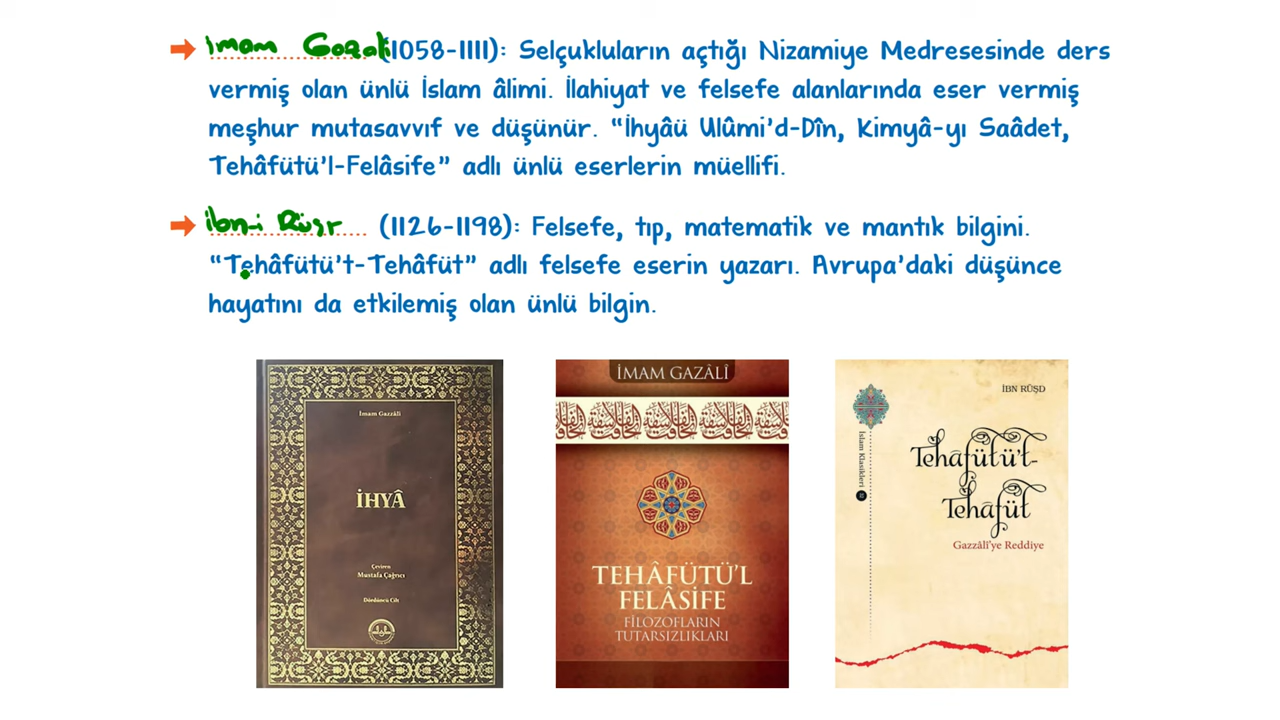 imam Gazali (1058-1111): Selçukluların açtığı Nizamiye Medresesinde ders
vermiş olan ünlü İslam âlimi. İlahiyat ve felsefe alanlarında eser vermiş
meşhur mutasavvıf ve düşünür. “İhyâü Ulûmi’d-Dîn, Kimyâ-yı Saâdet,
Tehâfütü’l-Felâsife” adlı ünlü eserlerin müellifi.
ibn-i Rüşr (1126-1198): Felsefe, tıp, matematik ve mantık bilgini.
“Tehâfütü’t-Tehâfüt” adlı felsefe eserin yazarı. Avrupa’daki düşünce
hayatını da etkilemiş olan ünlü bilgin.
İmam Gazzâlî
İHYÂ
Çeviren
Mustafa Çağrıcı
Dördüncü Cilt
İMAM GAZÂLÎ
TEHÂFÜTÜ’L
FELÂSİFE
FİLOZOFLARIN
TUTARSIZLIKLARI
İBN RÜŞD
İslam Klasikleri
Tehâfütü’t-
Tehâfüt
Gazzâlî’ye Reddiye